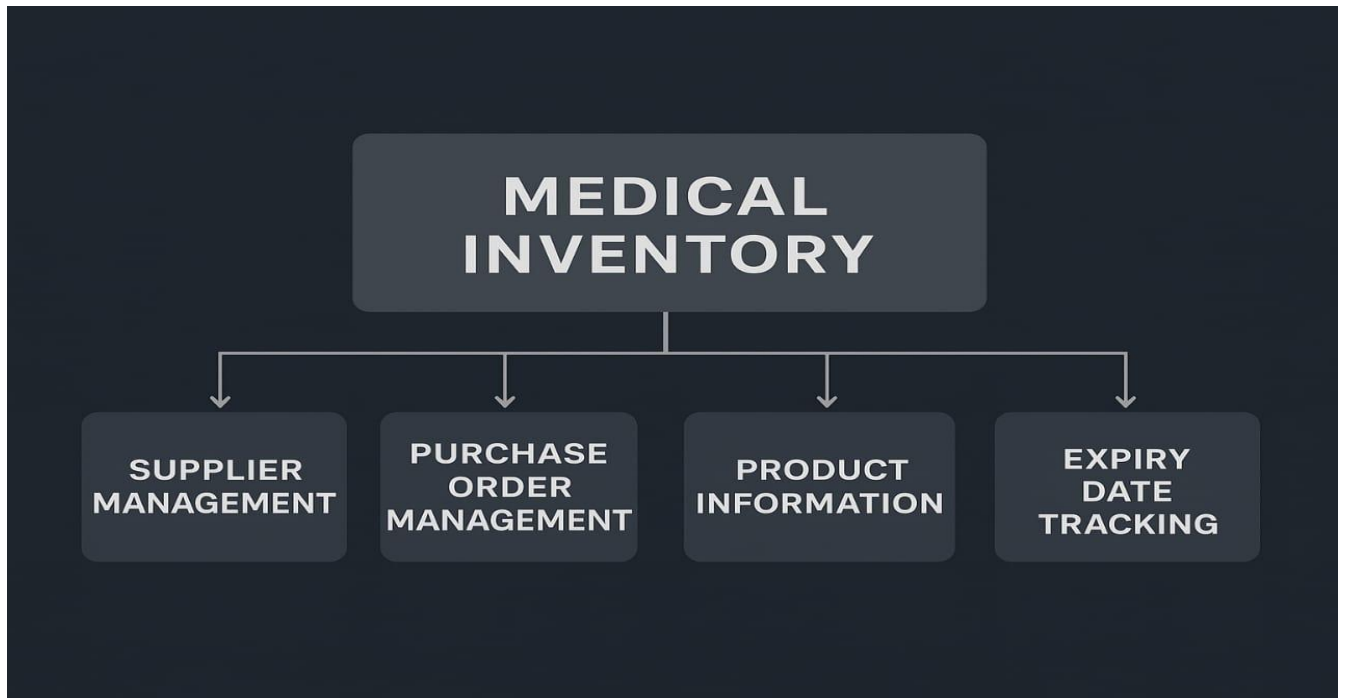 MEDICAL
INVENTORY
SUPPLIER
MANAGEMENT
PURCHASE
ORDER
MANAGEMENT
PRODUCT
INFORMATION
EXPIRY
DATE
TRACKING